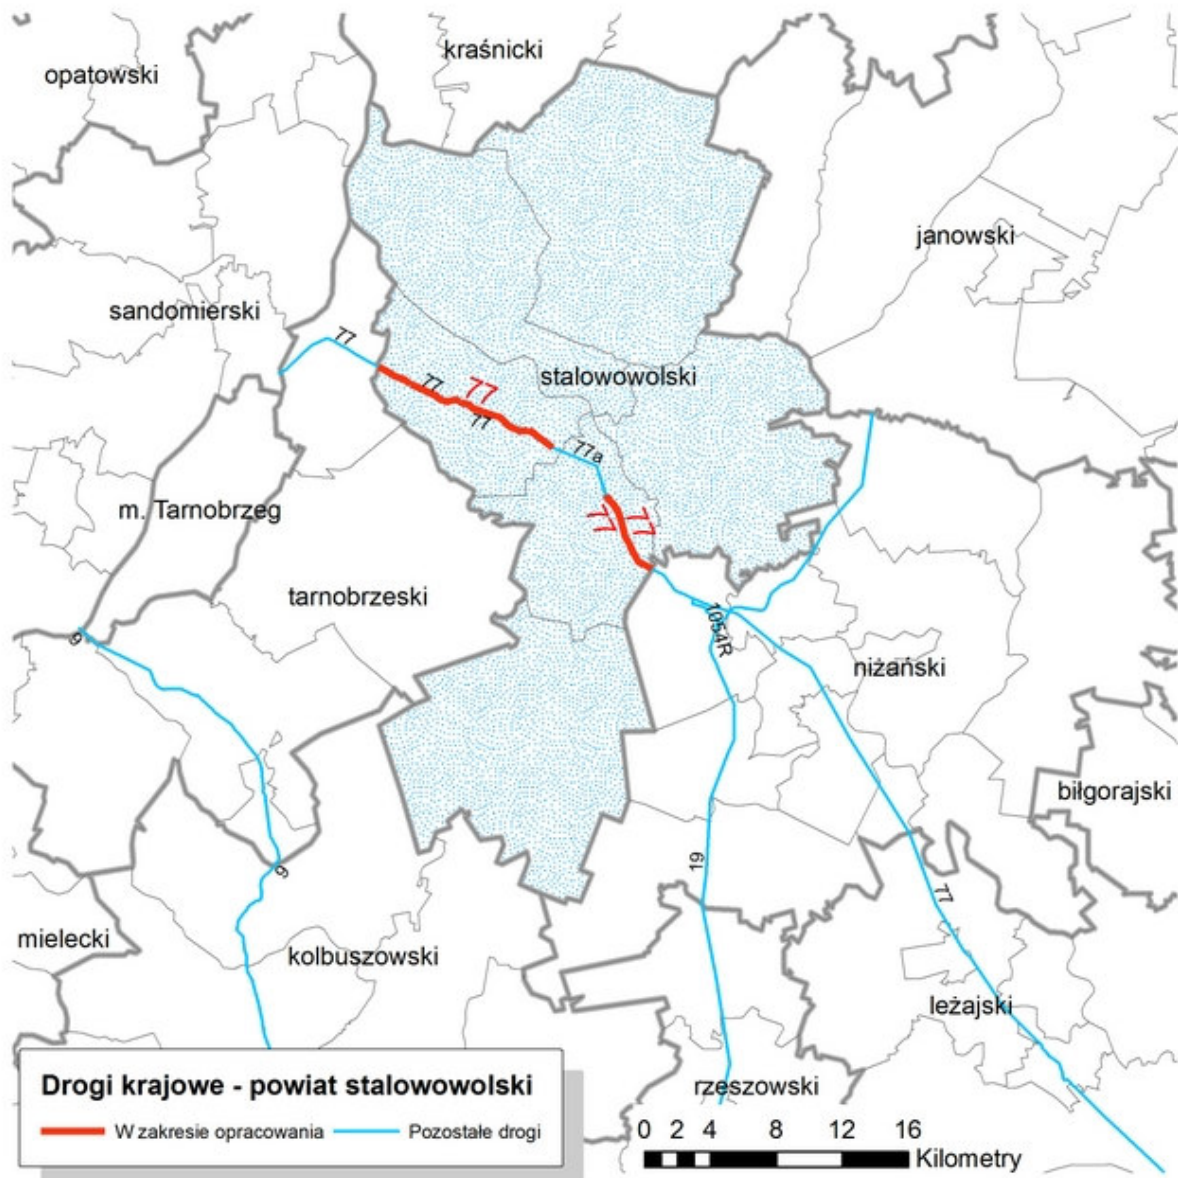 kraśnicki
opatowski
janowski
sandomierski
77
stalowowolski
77
77
77
77a
m. Tarnobrzeg
77
77
tarnobrzeski
1054R
9
niżański
biłgorajski
19
9
77
mielecki
kolbuszowski
leżajski
rzeszowski
Drogi krajowe - powiat stalowowolski
W zakresie opracowania
Pozostałe drogi
0 2 4 8 12 16
Kilometry